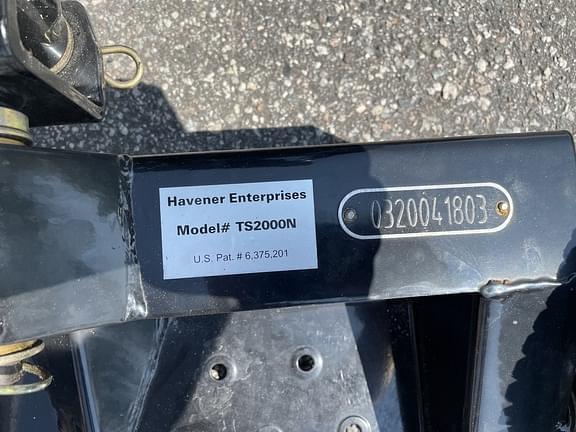 Havener Enterprises
Model# TS2000N
U.S. Pat. # 6,375,201
0320041803